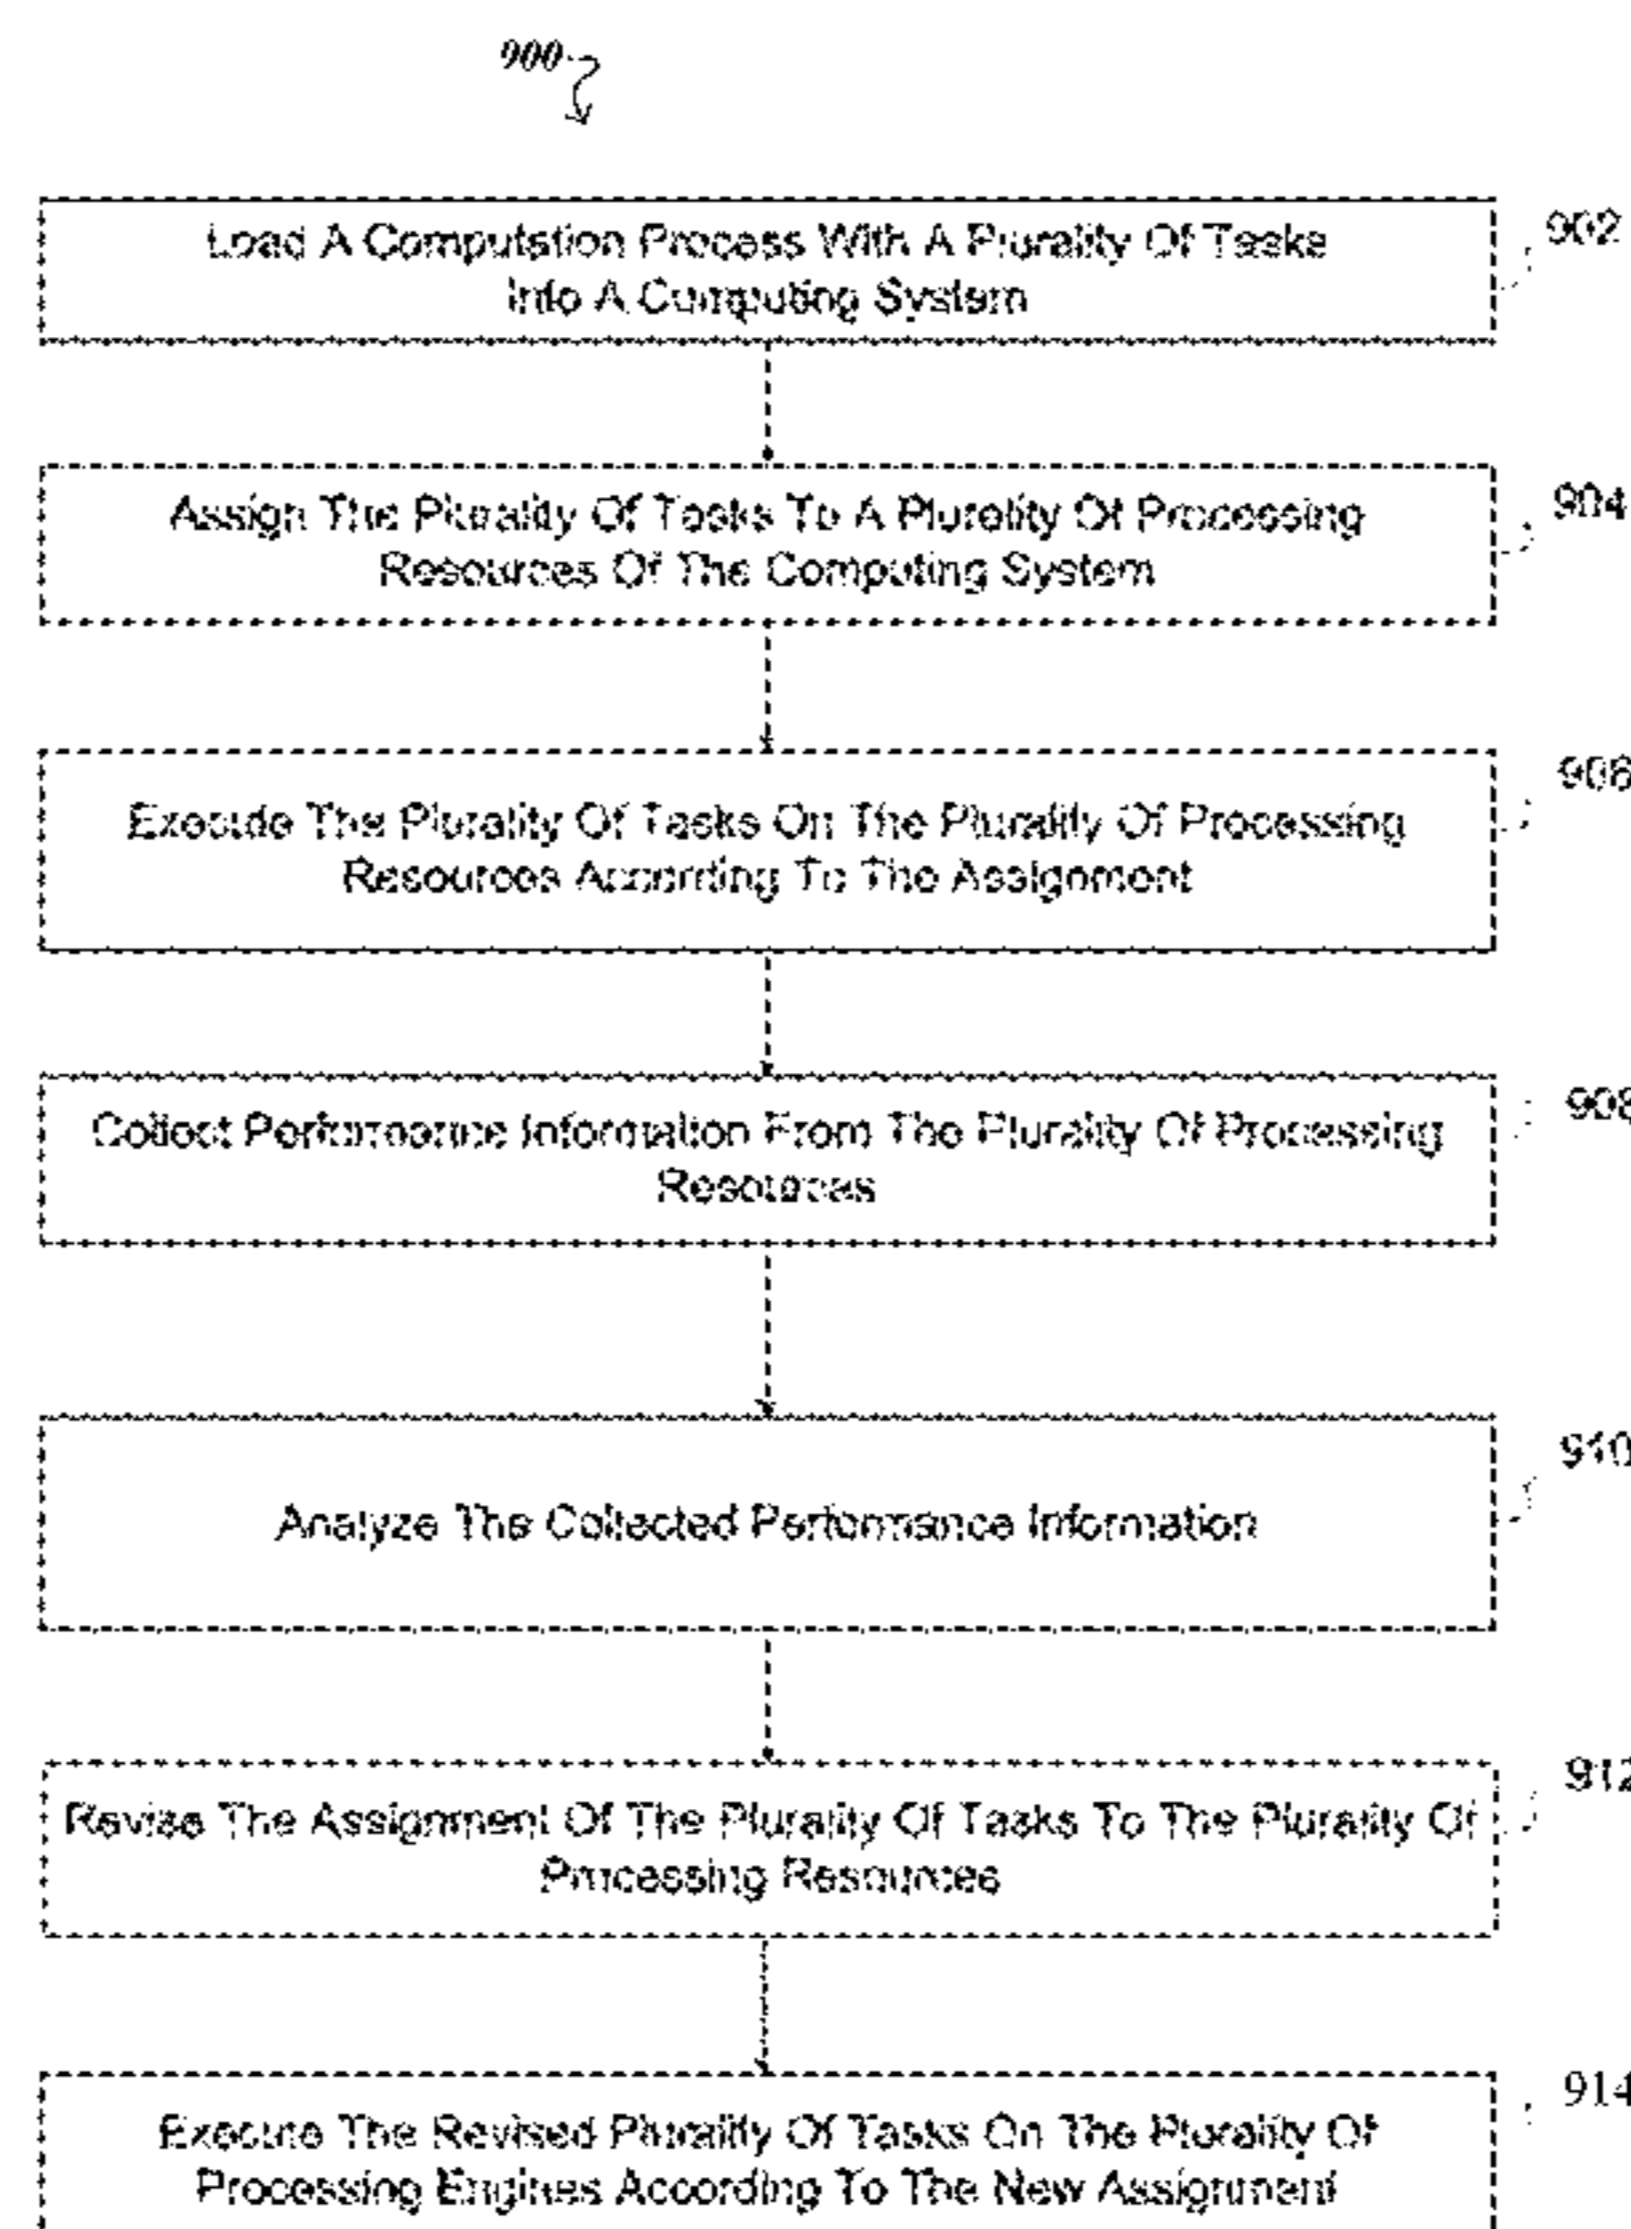 900
Load A Computation Process With A Plurality Of Tasks
Into A Computing System
902
Assign The Plurality Of Tasks To A Plurality Of Processing
Resources Of The Computing System
904
Execute The Plurality Of Tasks On The Plurality Of Processing
Resources According To The Assignment
906
Collect Performance Information From The Plurality Of Processing
Resources
908
Analyze The Collected Performance Information
910
Revise The Assignment Of The Plurality Of Tasks To The Plurality Of
Processing Resources
912
Execute The Revised Plurality Of Tasks On The Plurality Of
Processing Engines According To The New Assignment
914